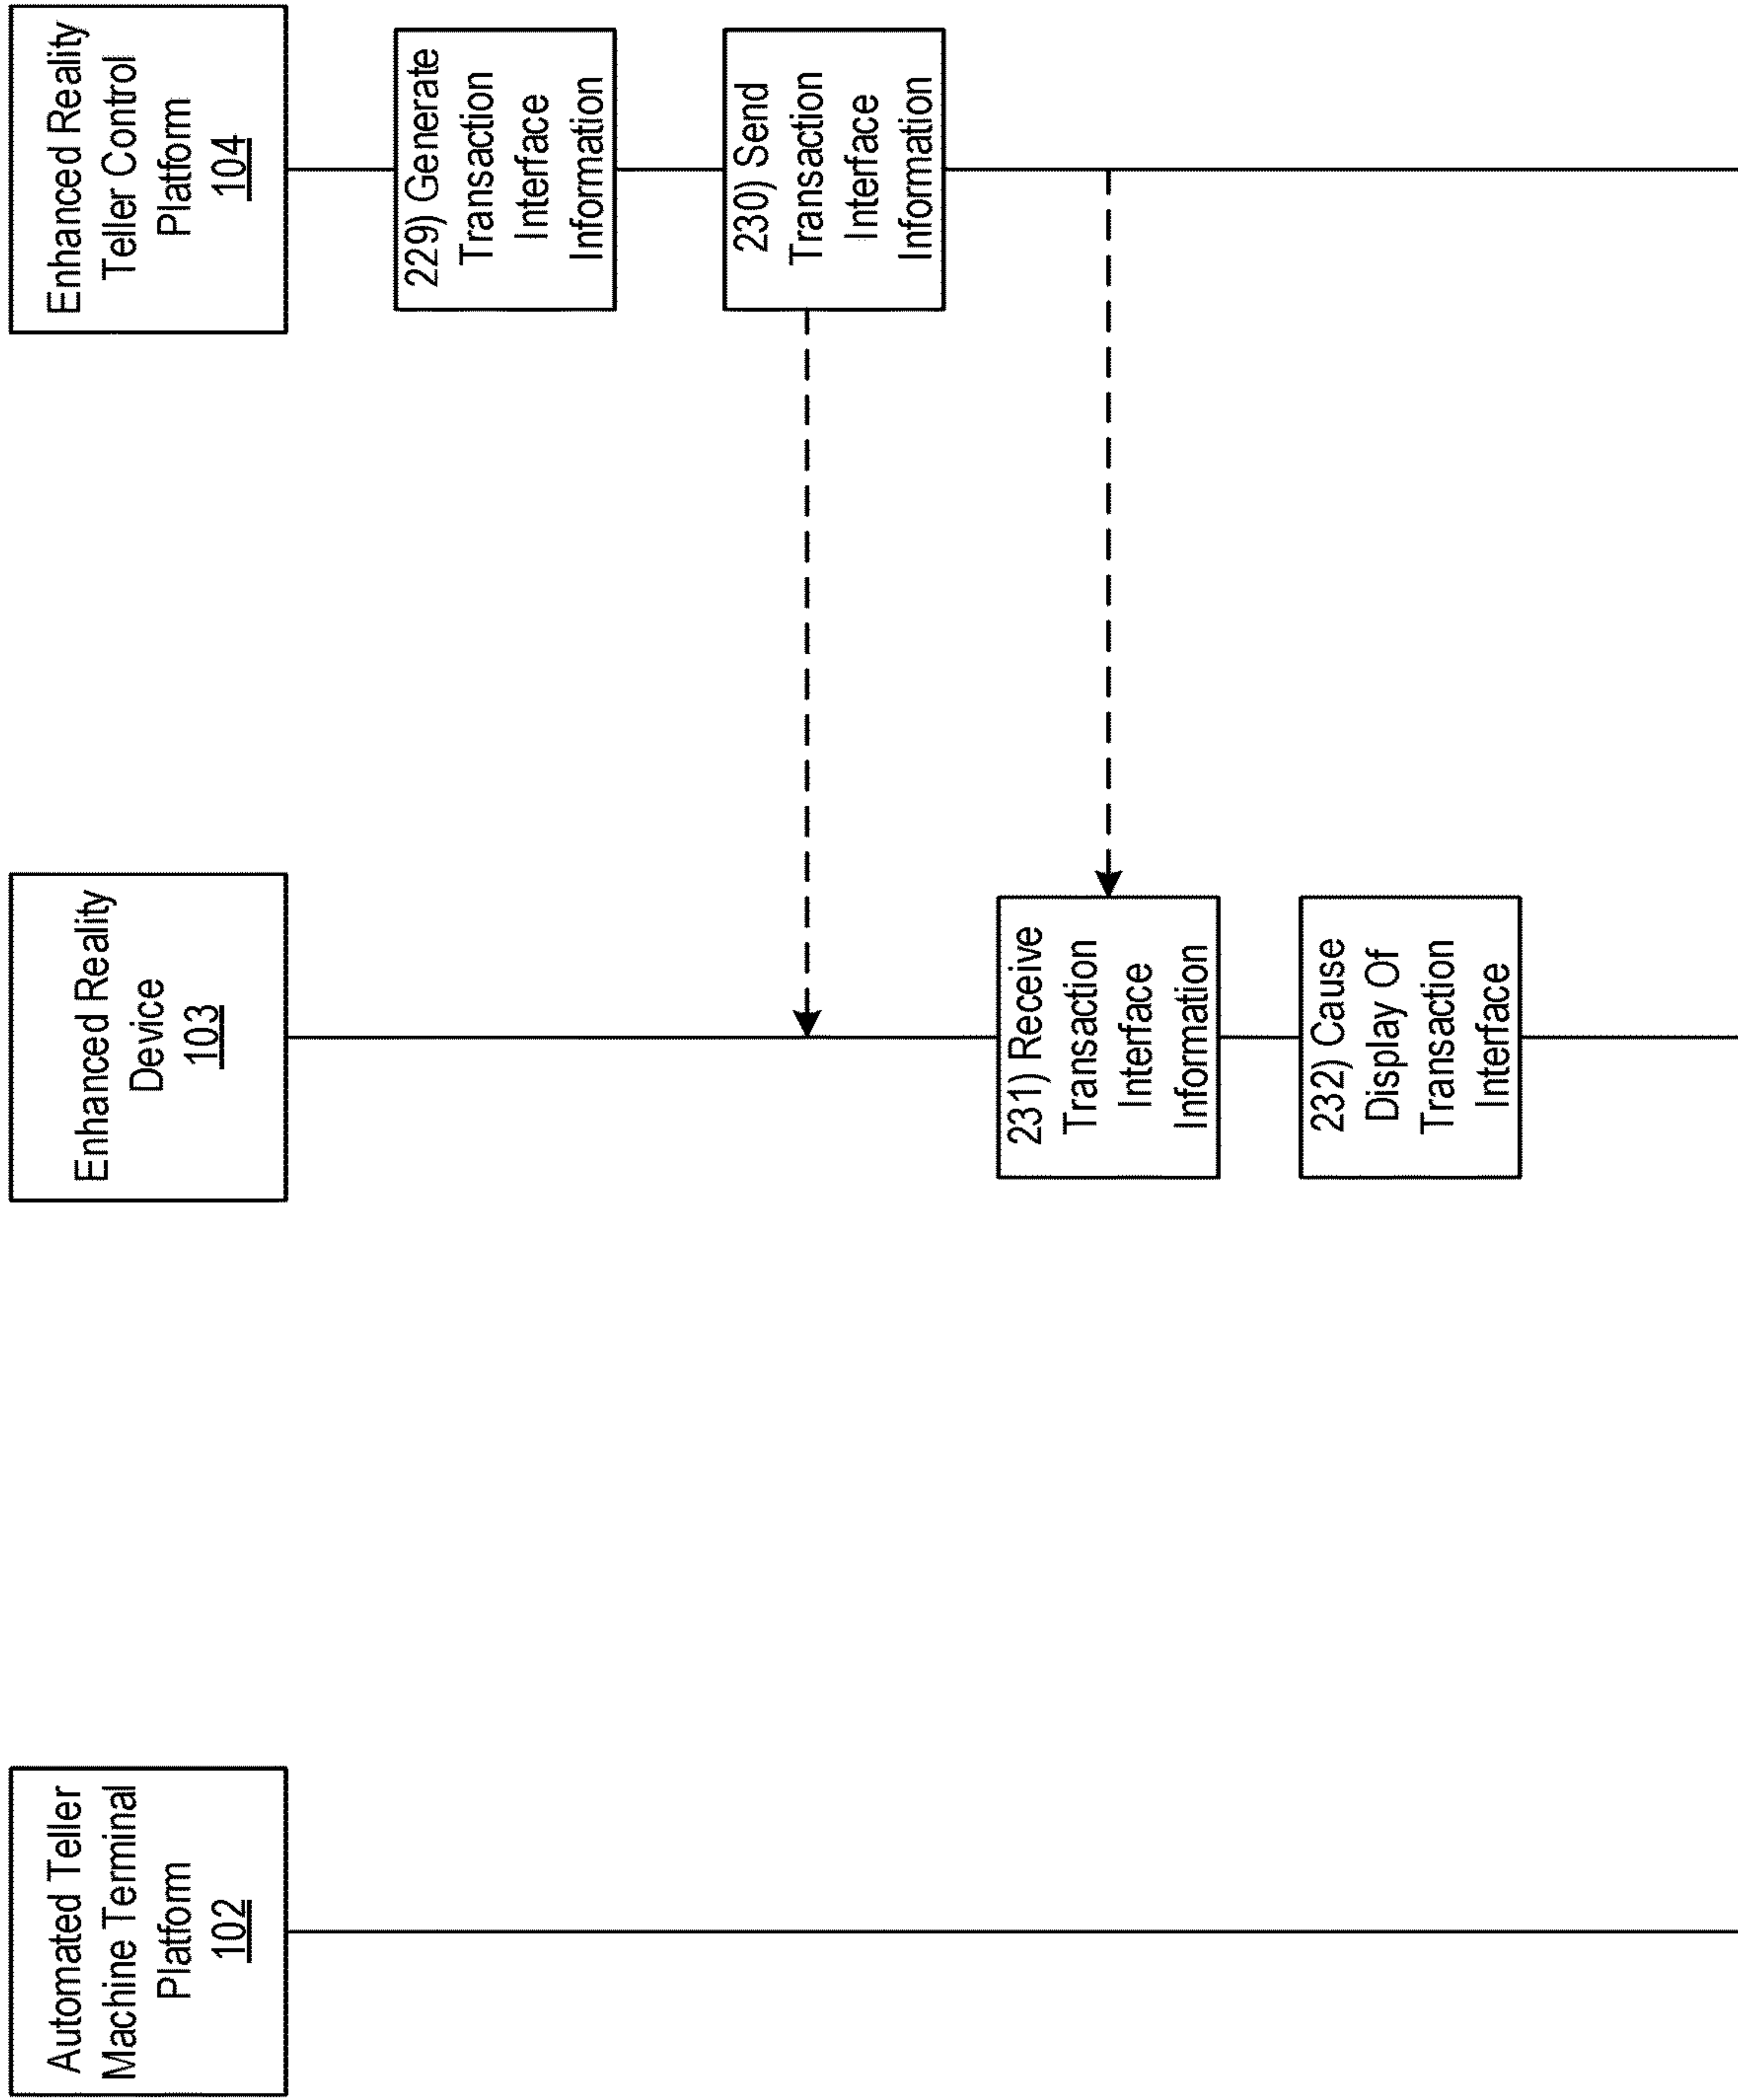 Automated Teller
Machine Terminal
Platform
102
Enhanced Reality
Device
103
Enhanced Reality
Teller Control
Platform
104
229) Generate
Transaction
Interface
Information
230) Send
Transaction
Interface
Information
231) Receive
Transaction
Interface
Information
232) Cause
Display Of
Transaction
Interface